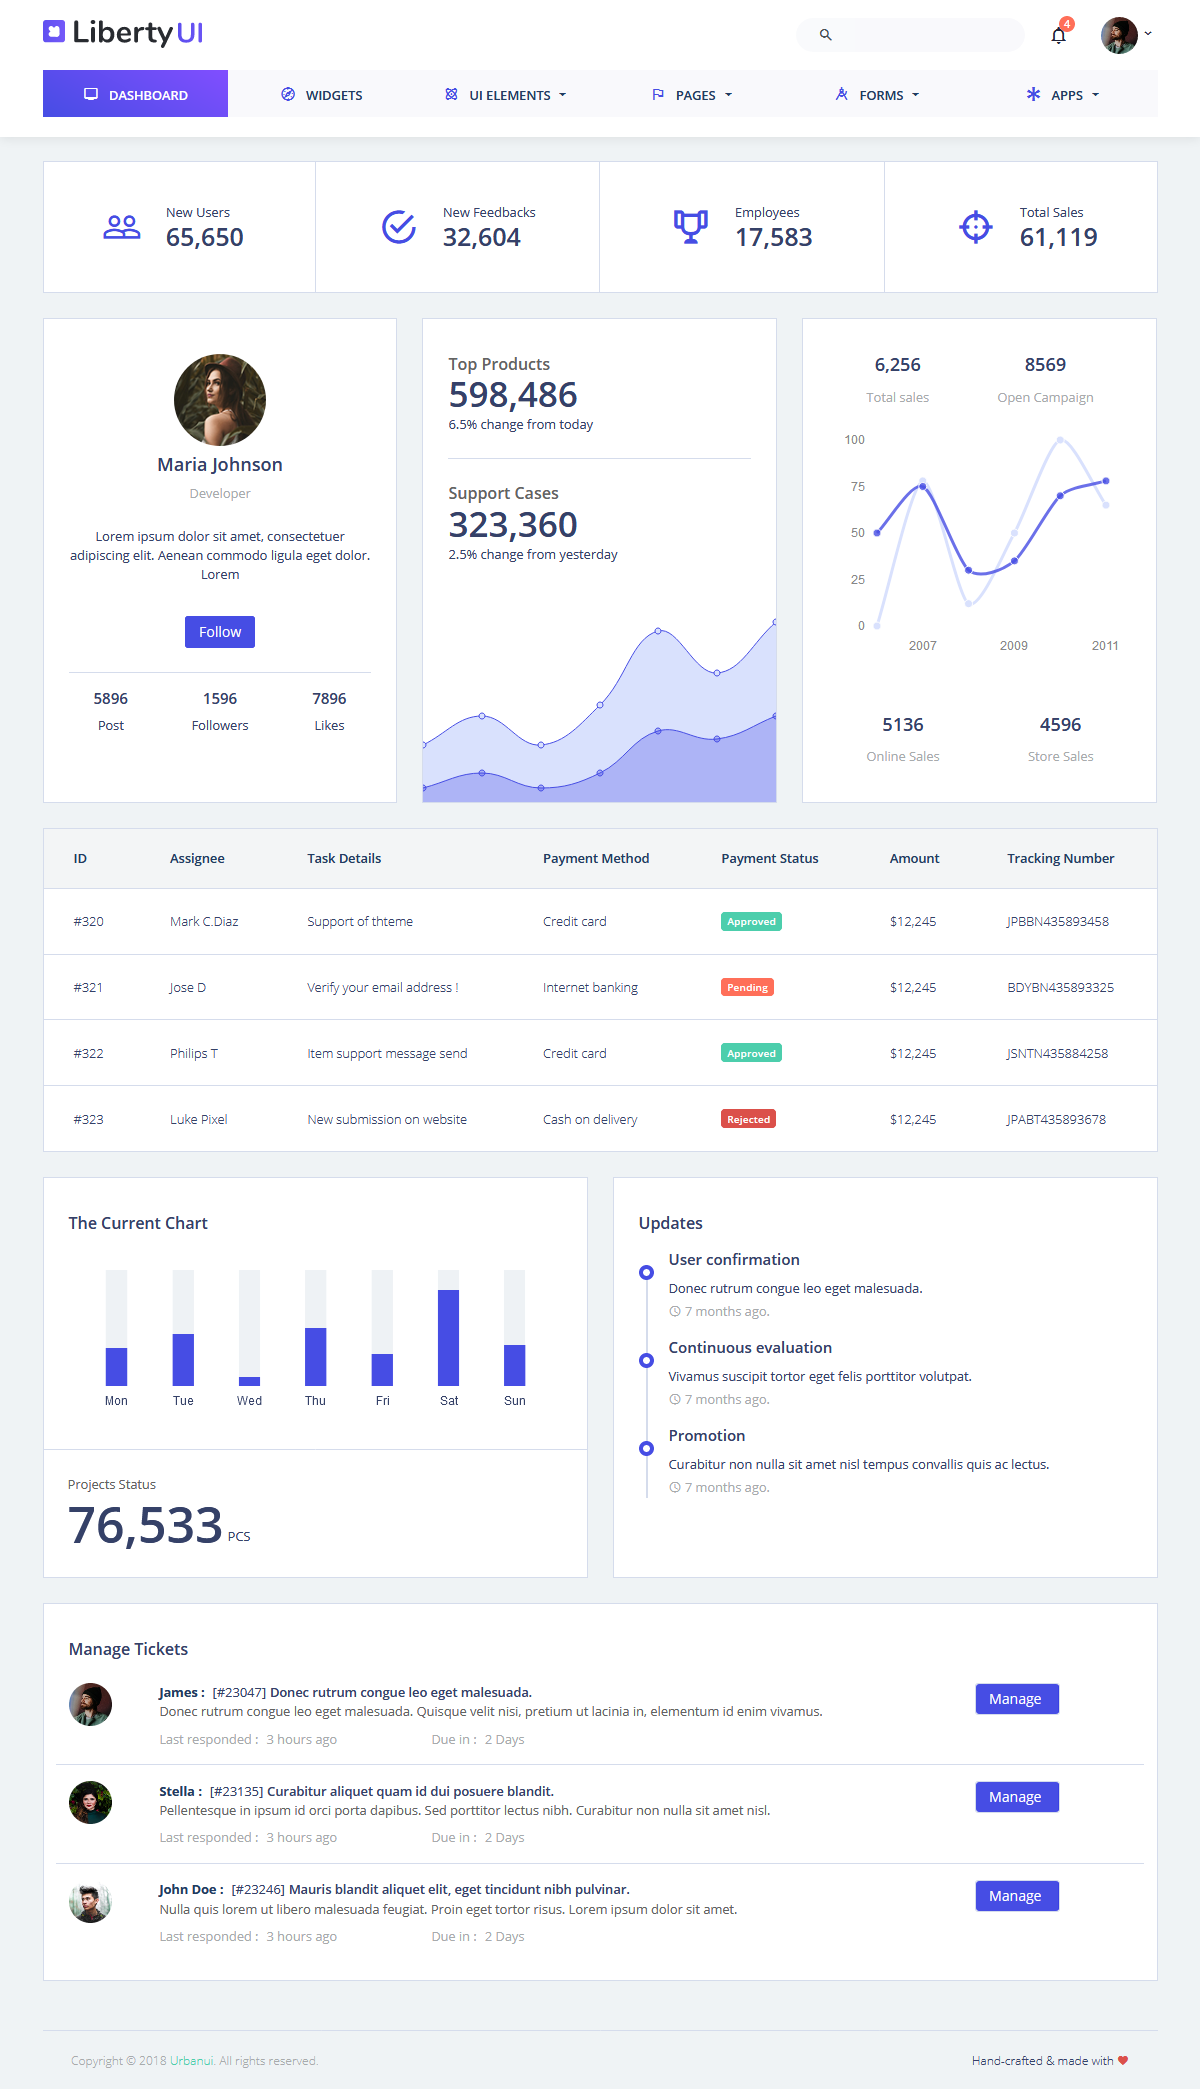 LibertyUI
4
DASHBOARD WIDGETS UI ELEMENTS PAGES FORMS APPS
New Users New Feedbacks Employees Total Sales
65,650 32,604 17,583 61,119
Maria Johnson
Developer
Lorem ipsum dolor sit amet, consectetuer
adipiscing elit. Aenean commodo ligula eget dolor.
Lorem
Follow
5896 1596 7896
Post Followers Likes
Top Products
598,486
6.5% change from today
Support Cases
323,360
2.5% change from yesterday
6,256 8569
Total sales Open Campaign
100
75
50
25
0
2007 2009 2011
5136 4596
Online Sales Store Sales
ID Assignee Task Details Payment Method Payment Status Amount Tracking Number
#320 Mark C.Diaz Support of thteme Credit card Approved $12,245 JPBBN435893458
#321 Jose D Verify your email address ! Internet banking Pending $12,245 BDYBN435893325
#322 Philips T Item support message send Credit card Approved $12,245 JSNTN435884258
#323 Luke Pixel New submission on website Cash on delivery Rejected $12,245 JPABT435893678
The Current Chart
Mon Tue Wed Thu Fri Sat Sun
Projects Status
76,533 PCS
Updates
User confirmation
Donec rutrum congue leo eget malesuada.
7 months ago.
Continuous evaluation
Vivamus suscipit tortor eget felis porttitor volutpat.
7 months ago.
Promotion
Curabitur non nulla sit amet nisl tempus convallis quis ac lectus.
7 months ago.
Manage Tickets
James : [#23047] Donec rutrum congue leo eget malesuada.
Donec rutrum congue leo eget malesuada. Quisque velit nisi, pretium ut lacinia in, elementum id enim vivamus.
Last responded : 3 hours ago Due in : 2 Days
Manage
Stella : [#23135] Curabitur aliquet quam id dui posuere blandit.
Pellentesque in ipsum id orci porta dapibus. Sed porttitor lectus nibh. Curabitur non nulla sit amet nisl.
Last responded : 3 hours ago Due in : 2 Days
Manage
John Doe : [#23246] Mauris blandit aliquet elit, eget tincidunt nibh pulvinar.
Nulla quis lorem ut libero malesuada feugiat. Proin eget tortor risus. Lorem ipsum dolor sit amet.
Last responded : 3 hours ago Due in : 2 Days
Manage
Copyright © 2018 Urbanui. All rights reserved. Hand-crafted & made with